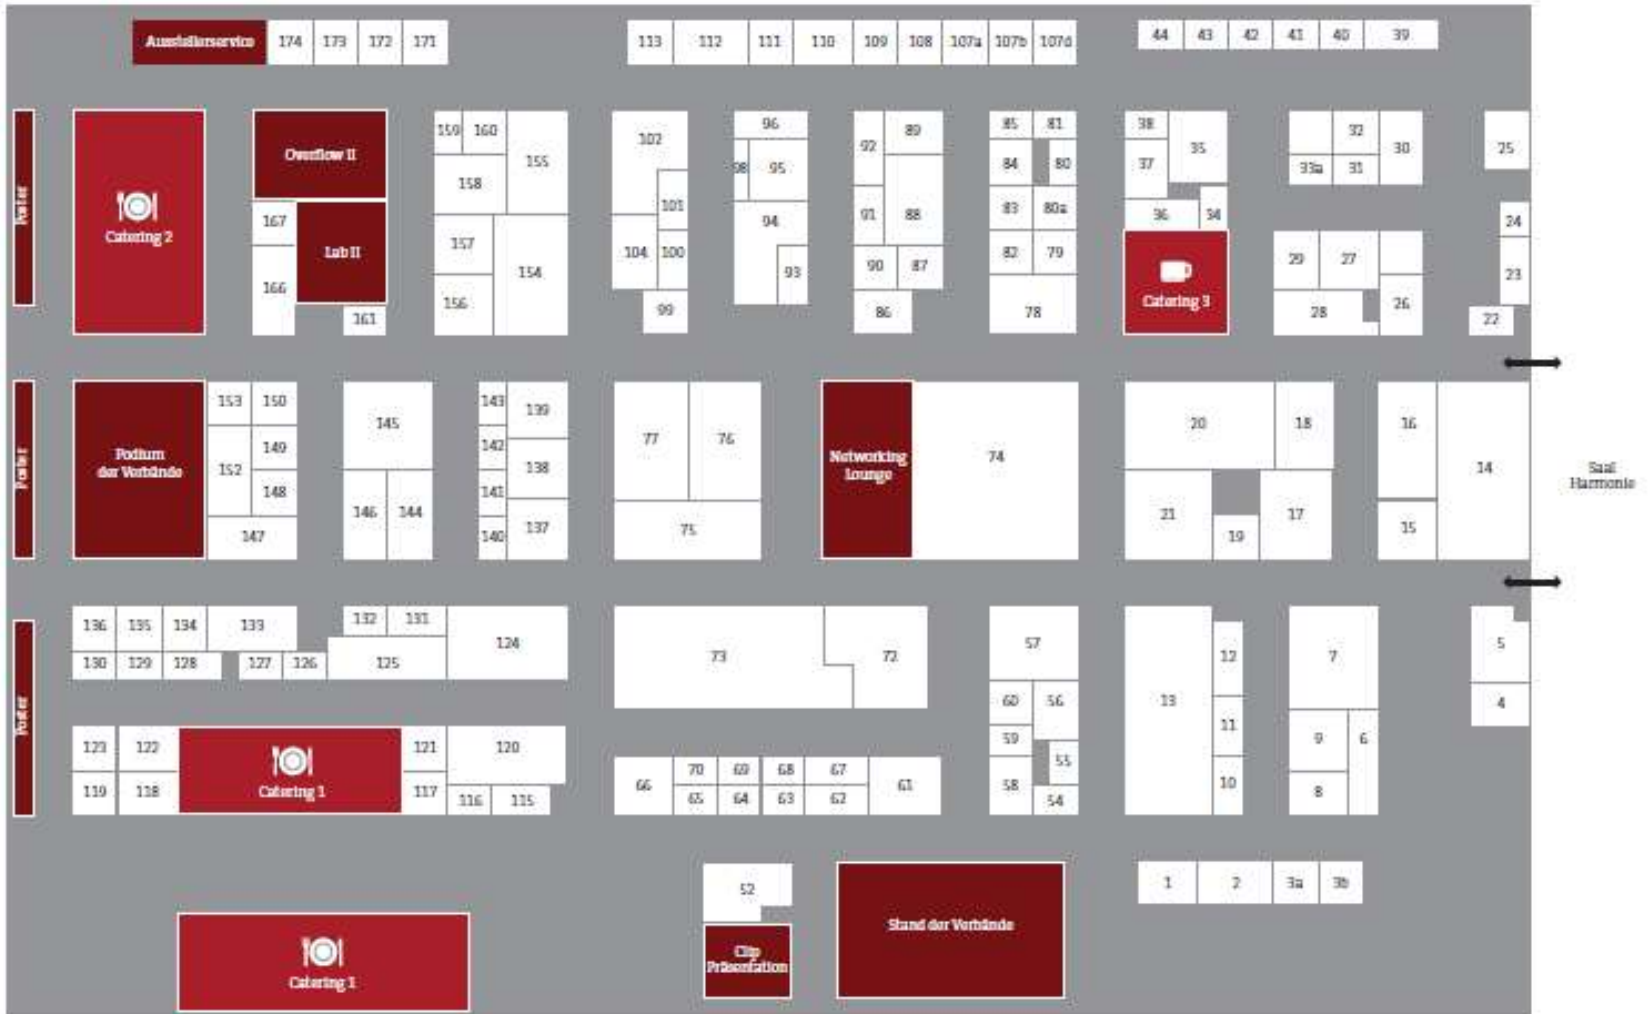 Ausstellerservice 174 173 172 171 113 112 111 110 109 108 107a 107b 107d 44 43 42 41 40 39
Poster
Catering 2
Overflow II
Lab II
167
166
161
159 160
155
158
157
154
156
102
101
104 100
99
96
98 95
94
93
92 89
91 88
90 87
86
85 81
84 80
83 80a
82 79
78
38 35
37
36 34
Catering 3
32
30
33a 31
29 27
28 26
25
24
23
22
Poster
Podium
der Verbände
153 150
149
152
148
147
145
146 144
143 139
142
138
141
140 137
77 76
75
Networking
Lounge
74
20 18
21 19 17
16
14
15
Saal
Harmonie
Poster
136 135 134 133
130 129 128 127 126
132 131
125
124
123 122
119 118
Catering 1
121 120
117 116 115
73 72
66 70 69 68 67
65 64 63 62
61
57
60 56
59
55
58
54
13
12
11
10
7
9 6
8
5
4
1 2 3a 3b
52
Clip
Präsentation
Stand der Verbände
Catering 1